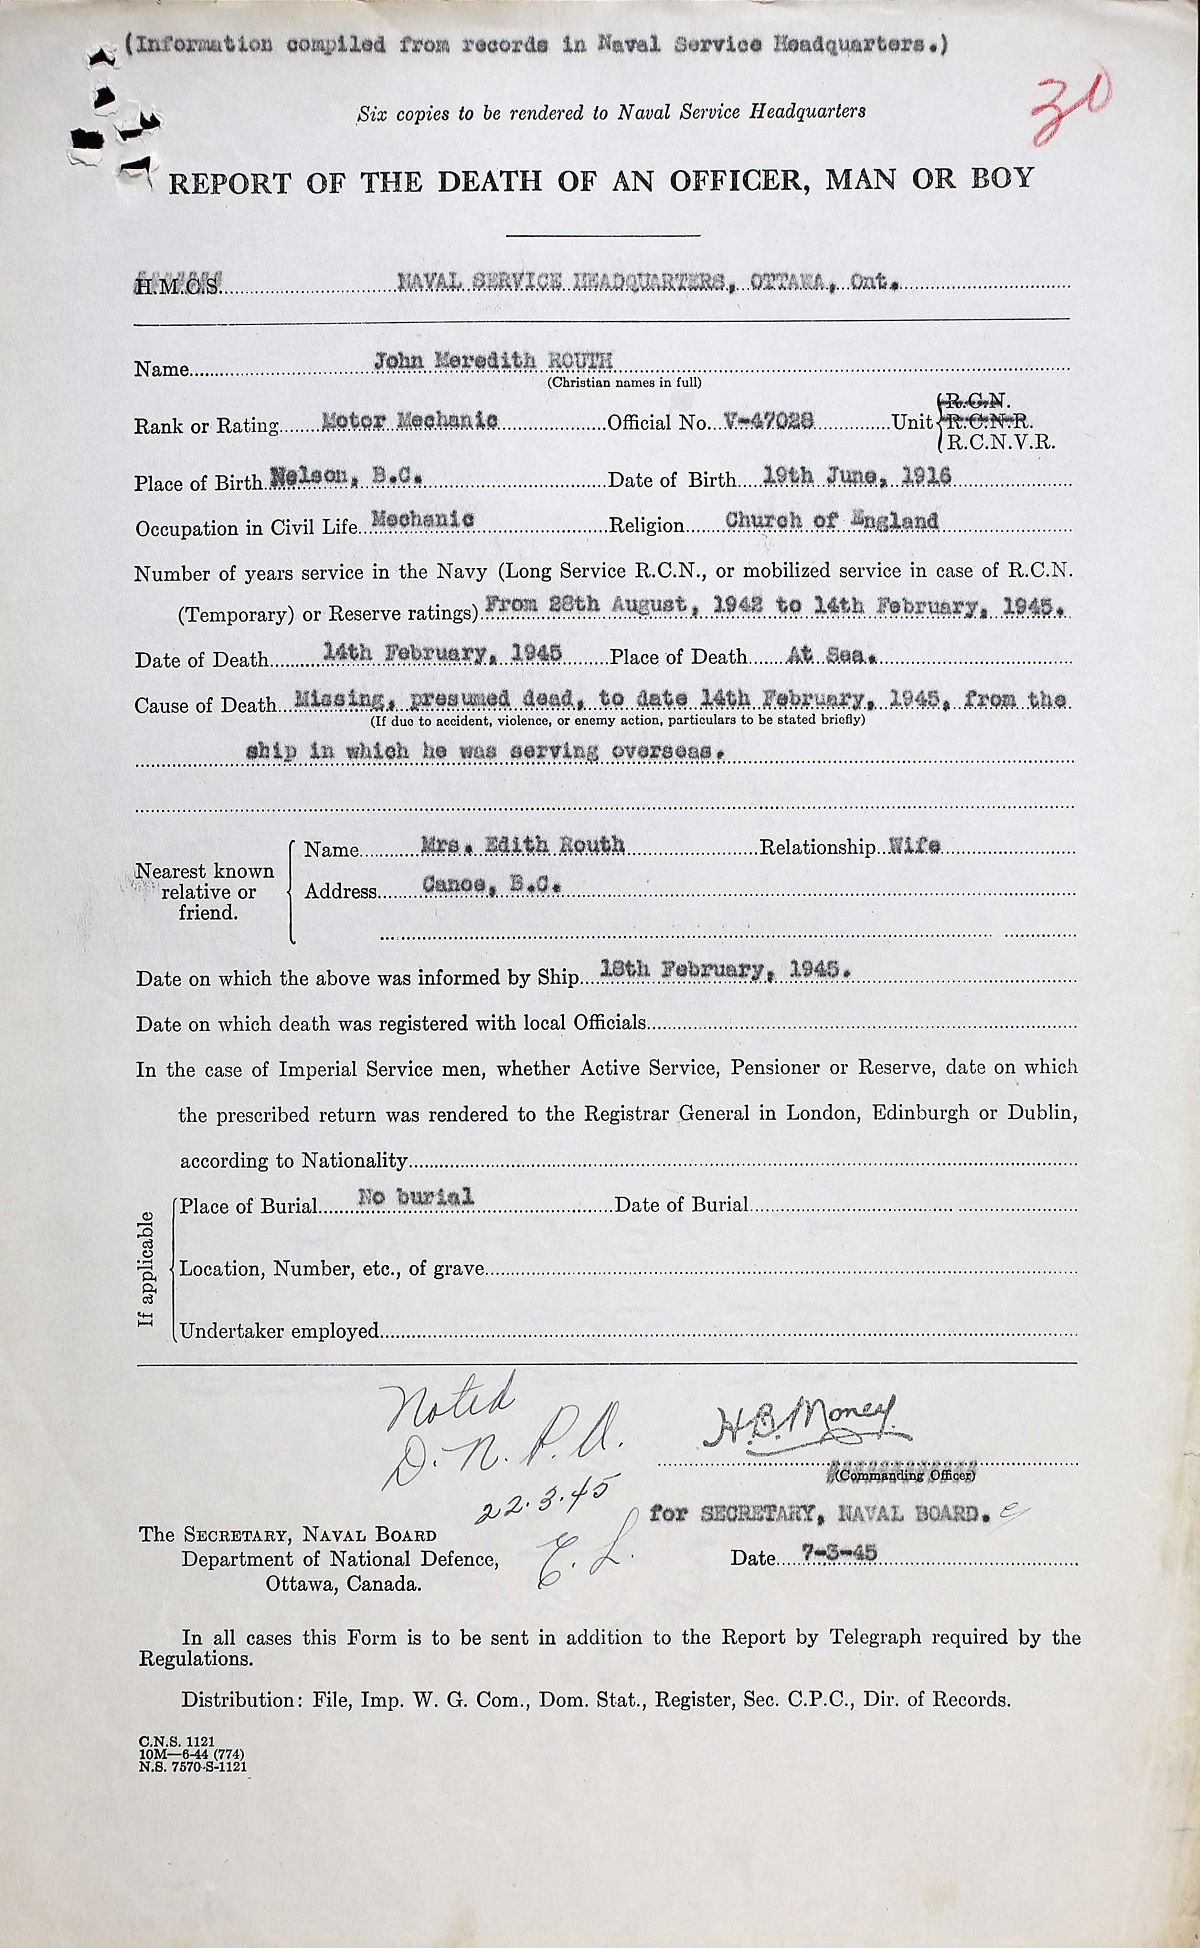 (Information compiled from records in Naval Service Headquarters.)
30
Six copies to be rendered to Naval Service Headquarters
REPORT OF THE DEATH OF AN OFFICER, MAN OR BOY
H.M.C.S. NAVAL SERVICE HEADQUARTERS, OTTAWA, Ont.
Name John Meredith ROUTH
(Christian names in full)
Rank or Rating Motor Mechanic Official No. V-47028 Unit R.C.N.
R.C.N.R.
R.C.N.V.R.
Place of Birth Nelson, B.C. Date of Birth 19th June, 1916
Occupation in Civil Life Mechanic Religion Church of England
Number of years service in the Navy (Long Service R.C.N., or mobilized service in case of R.C.N.
(Temporary) or Reserve ratings) From 28th August, 1942 to 14th February, 1945.
Date of Death 14th February, 1945 Place of Death At Sea.
Cause of Death Missing, presumed dead, to date 14th February, 1945, from the
(If due to accident, violence, or enemy action, particulars to be stated briefly)
ship in which he was serving overseas.
Nearest known
relative or
friend.
Name Mrs. Edith Routh Relationship Wife
Address Canoe, B.C.
Date on which the above was informed by Ship 18th February, 1945.
Date on which death was registered with local Officials
In the case of Imperial Service men, whether Active Service, Pensioner or Reserve, date on which
the prescribed return was rendered to the Registrar General in London, Edinburgh or Dublin,
according to Nationality
If applicable
Place of Burial No burial Date of Burial
Location, Number, etc., of grave
Undertaker employed
Noted
D.N.P.A.
22.3.45
E.L.
H.B. Money
(Commanding Officer)
for SECRETARY, NAVAL BOARD.
The SECRETARY, NAVAL BOARD
Department of National Defence,
Ottawa, Canada.
Date 7-3-45
In all cases this Form is to be sent in addition to the Report by Telegraph required by the
Regulations.
Distribution: File, Imp. W. G. Com., Dom. Stat., Register, Sec. C.P.C., Dir. of Records.
C.N.S. 1121
10M—6-44 (774)
N.S. 7570-S-1121